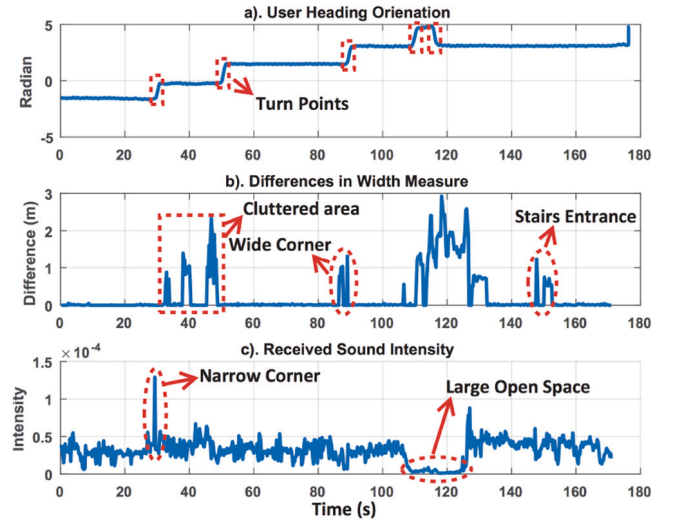 a). User Heading Orienation
5
0
-5
Radian
Turn Points
0 20 40 60 80 100 120 140 160 180
b). Differences in Width Measure
3
2
1
0
Difference (m)
Cluttered area
Wide Corner
Stairs Entrance
0 20 40 60 80 100 120 140 160 180
c). Received Sound Intensity
×10⁻⁴
1.5
1
0.5
0
Intensity
Narrow Corner
Large Open Space
0 20 40 60 80 100 120 140 160 180
Time (s)